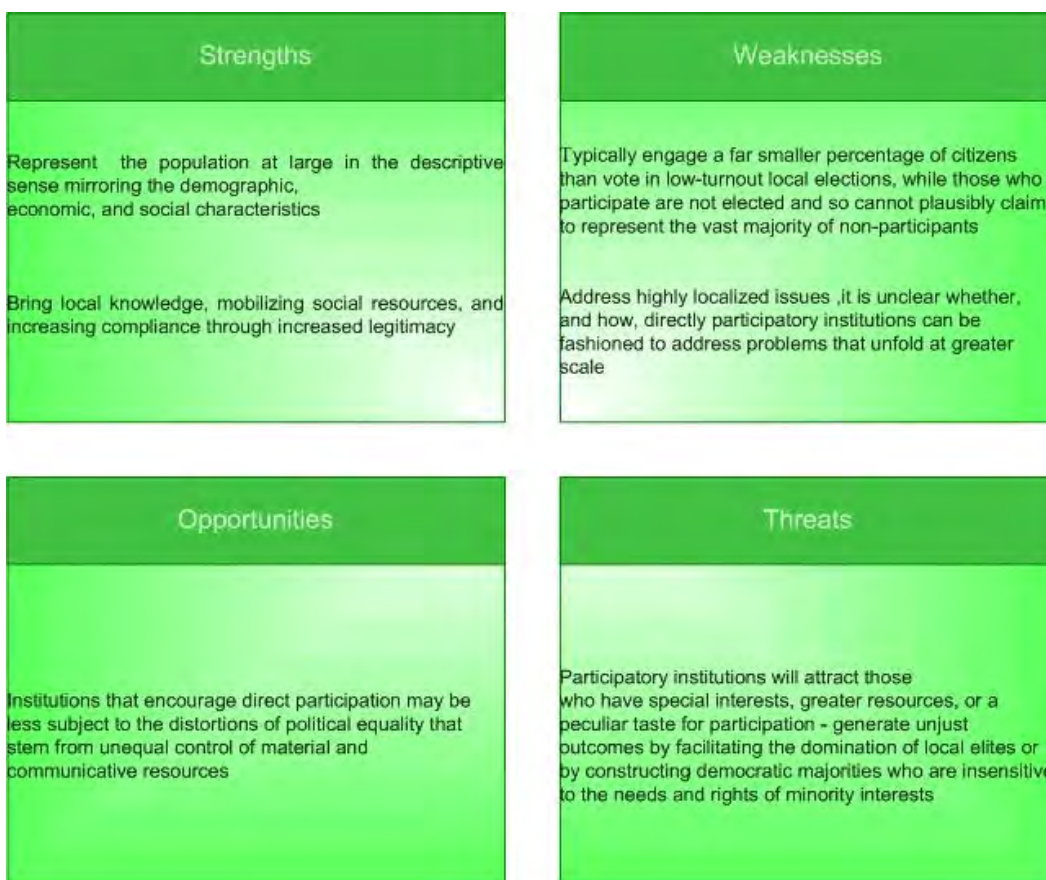 Strengths
Represent the population at large in the descriptive
sense mirroring the demographic,
economic, and social characteristics
Bring local knowledge, mobilizing social resources, and
increasing compliance through increased legitimacy
Weaknesses
Typically engage a far smaller percentage of citizens
than vote in low-turnout local elections, while those who
participate are not elected and so cannot plausibly claim
to represent the vast majority of non-participants
Address highly localized issues ,it is unclear whether,
and how, directly participatory institutions can be
fashioned to address problems that unfold at greater
scale
Opportunities
Institutions that encourage direct participation may be
less subject to the distortions of political equality that
stem from unequal control of material and
communicative resources
Threats
Participatory institutions will attract those
who have special interests, greater resources, or a
peculiar taste for participation - generate unjust
outcomes by facilitating the domination of local elites or
by constructing democratic majorities who are insensitive
to the needs and rights of minority interests